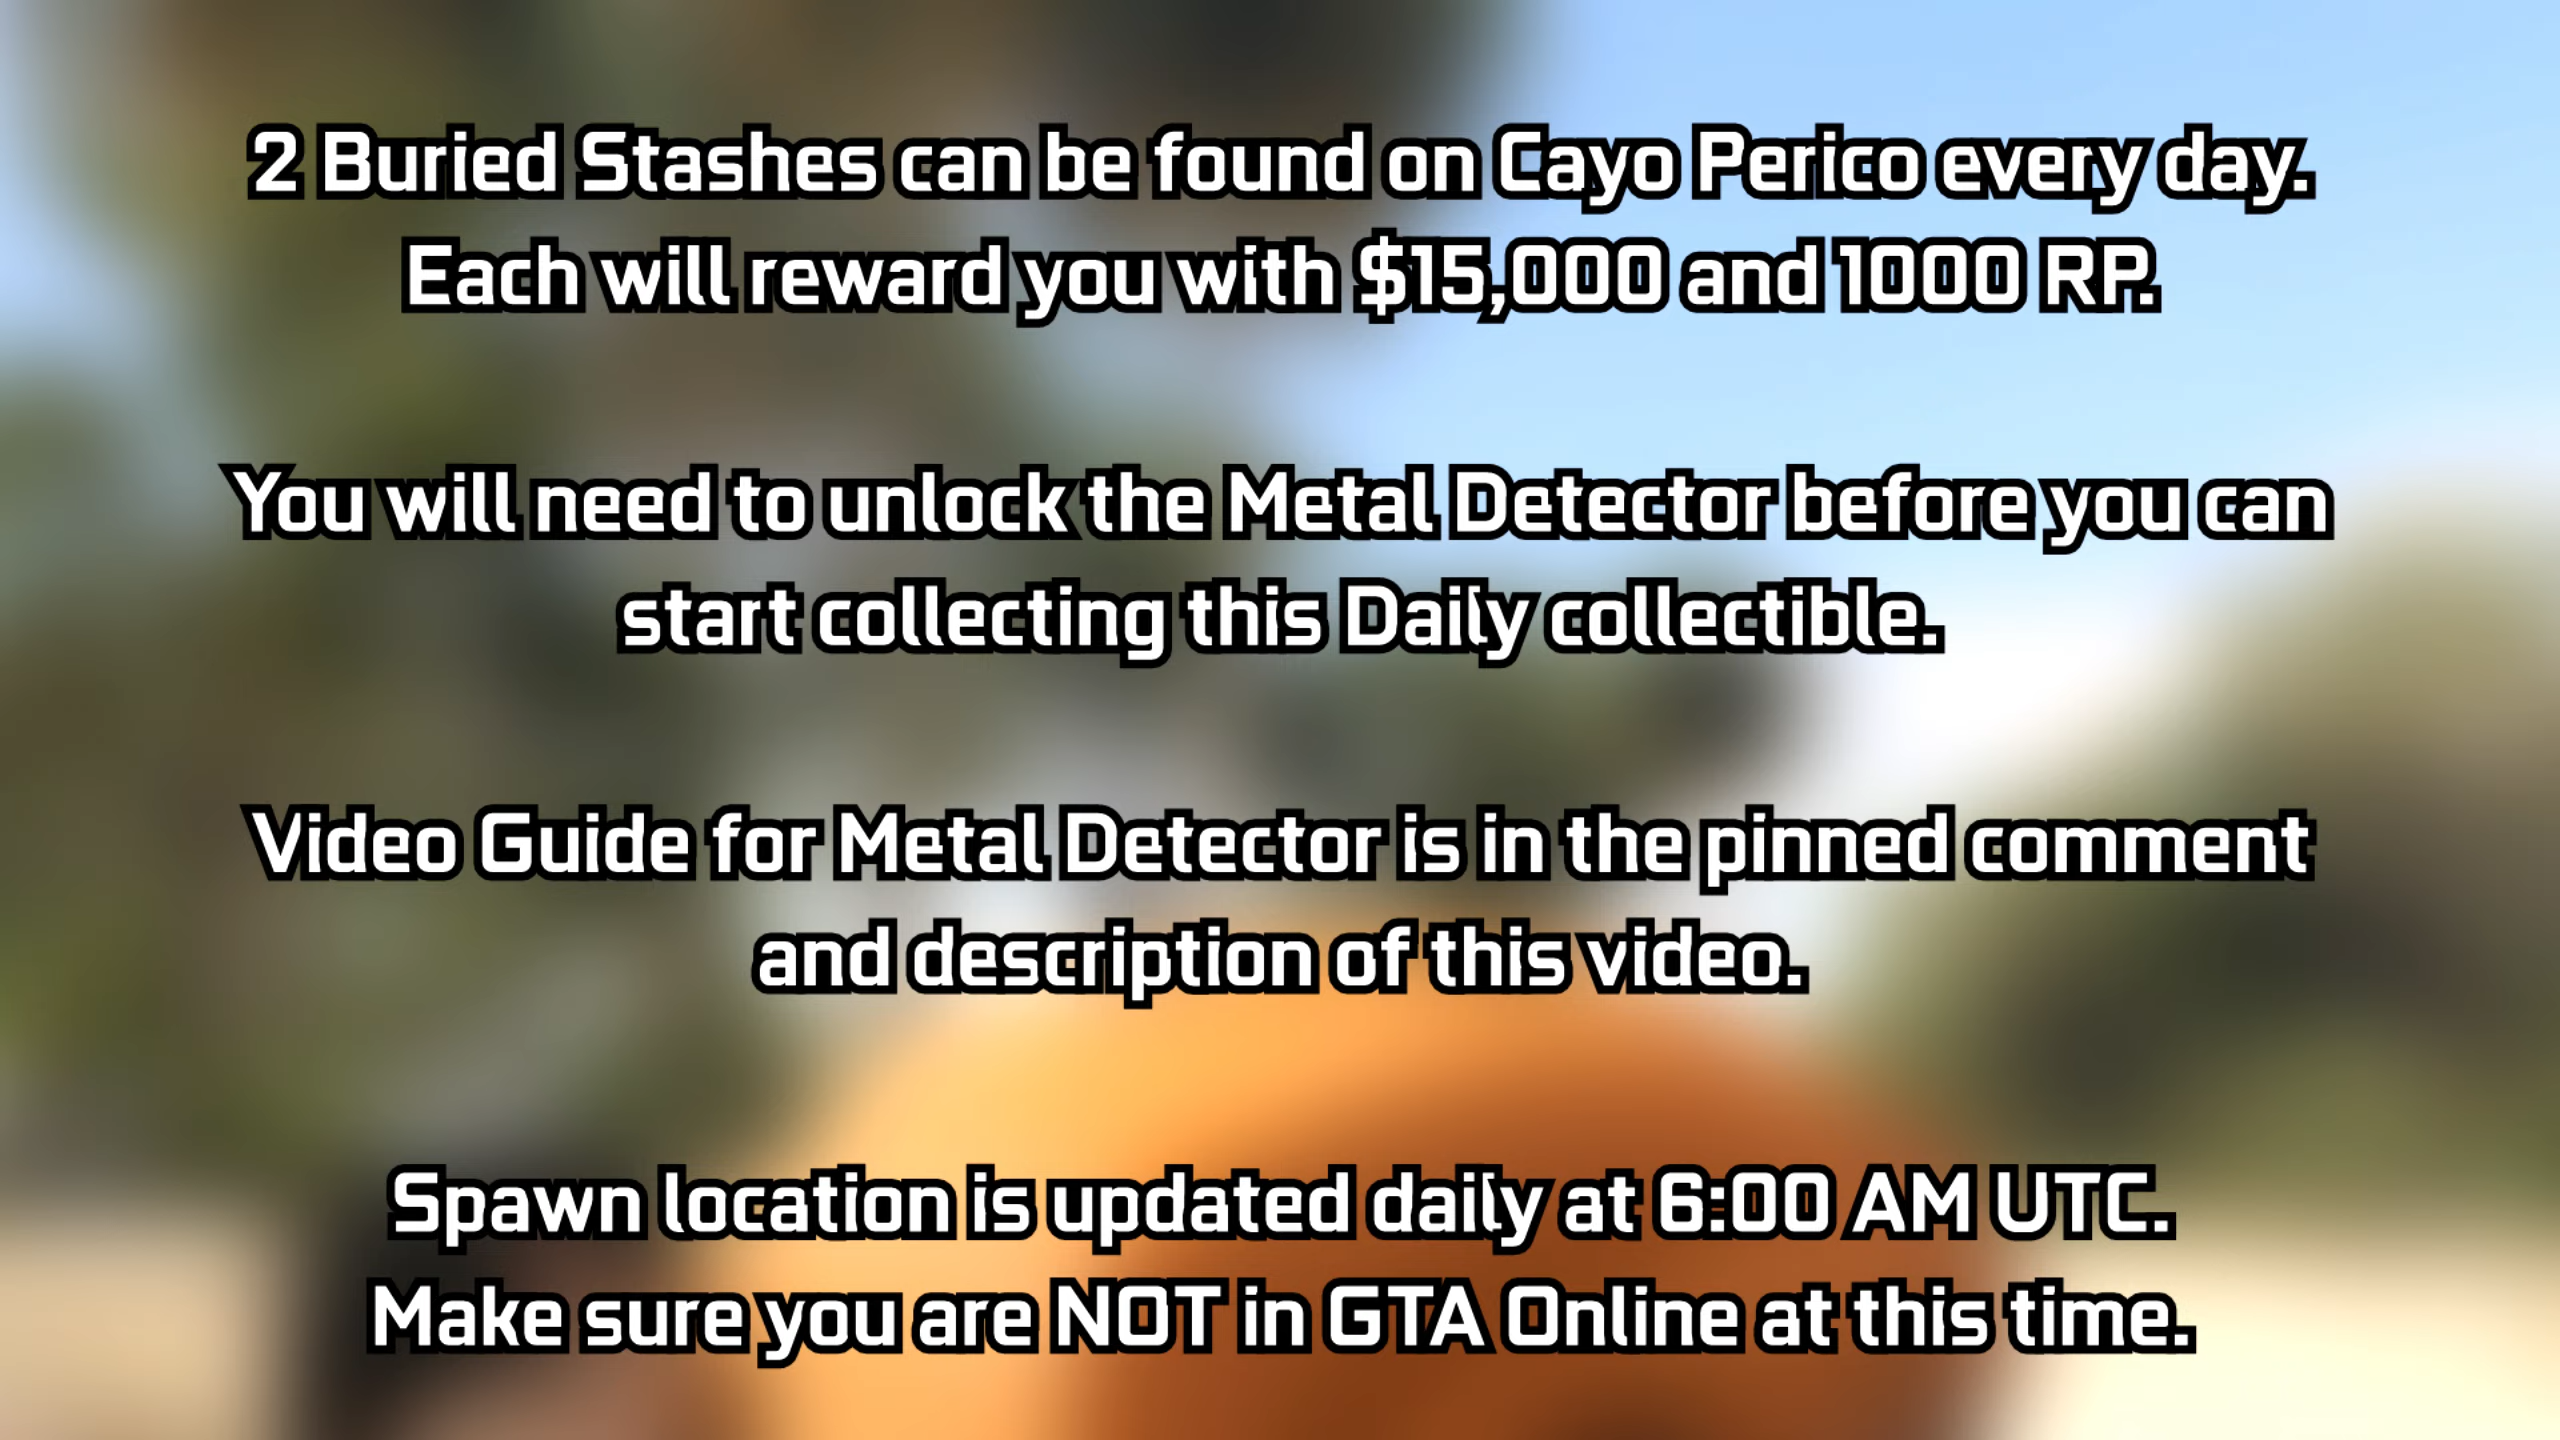 2 Buried Stashes can be found on Cayo Perico every day.
Each will reward you with $15,000 and 1000 RP.
You will need to unlock the Metal Detector before you can
start collecting this Daily collectible.
Video Guide for Metal Detector is in the pinned comment
and description of this video.
Spawn location is updated daily at 6:00 AM UTC.
Make sure you are NOT in GTA Online at this time.